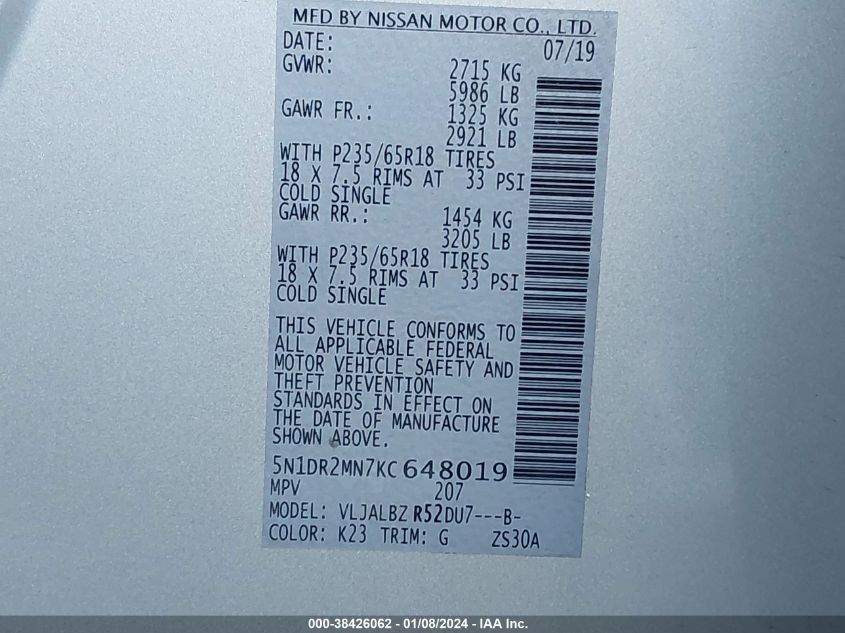 MFD BY NISSAN MOTOR CO., LTD.
DATE: 07/19
GVWR: 2715 KG
5986 LB
GAWR FR.: 1325 KG
2921 LB
WITH P235/65R18 TIRES
18 X 7.5 RIMS AT 33 PSI
COLD SINGLE
GAWR RR.: 1454 KG
3205 LB
WITH P235/65R18 TIRES
18 X 7.5 RIMS AT 33 PSI
COLD SINGLE
THIS VEHICLE CONFORMS TO
ALL APPLICABLE FEDERAL
MOTOR VEHICLE SAFETY AND
THEFT PREVENTION
STANDARDS IN EFFECT ON
THE DATE OF MANUFACTURE
SHOWN ABOVE.
5N1DR2MN7KC648019
MPV 207
MODEL: VLJALBZ R52DU7---B-
COLOR: K23 TRIM: G ZS30A
000-38426062 - 01/08/2024 - IAA Inc.